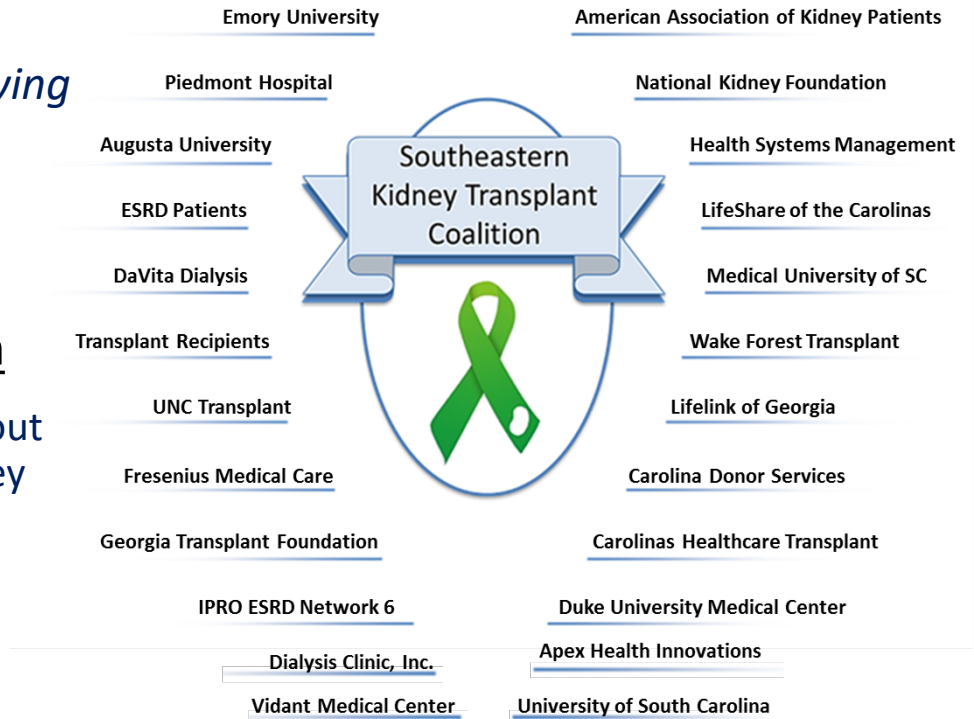 Emory University
American Association of Kidney Patients
Piedmont Hospital
National Kidney Foundation
Augusta University
Health Systems Management
Southeastern
Kidney Transplant
Coalition
ESRD Patients
LifeShare of the Carolinas
DaVita Dialysis
Medical University of SC
Transplant Recipients
Wake Forest Transplant
UNC Transplant
Lifelink of Georgia
Fresenius Medical Care
Carolina Donor Services
Georgia Transplant Foundation
Carolinas Healthcare Transplant
IPRO ESRD Network 6
Duke University Medical Center
Dialysis Clinic, Inc.
Apex Health Innovations
Vidant Medical Center
University of South Carolina